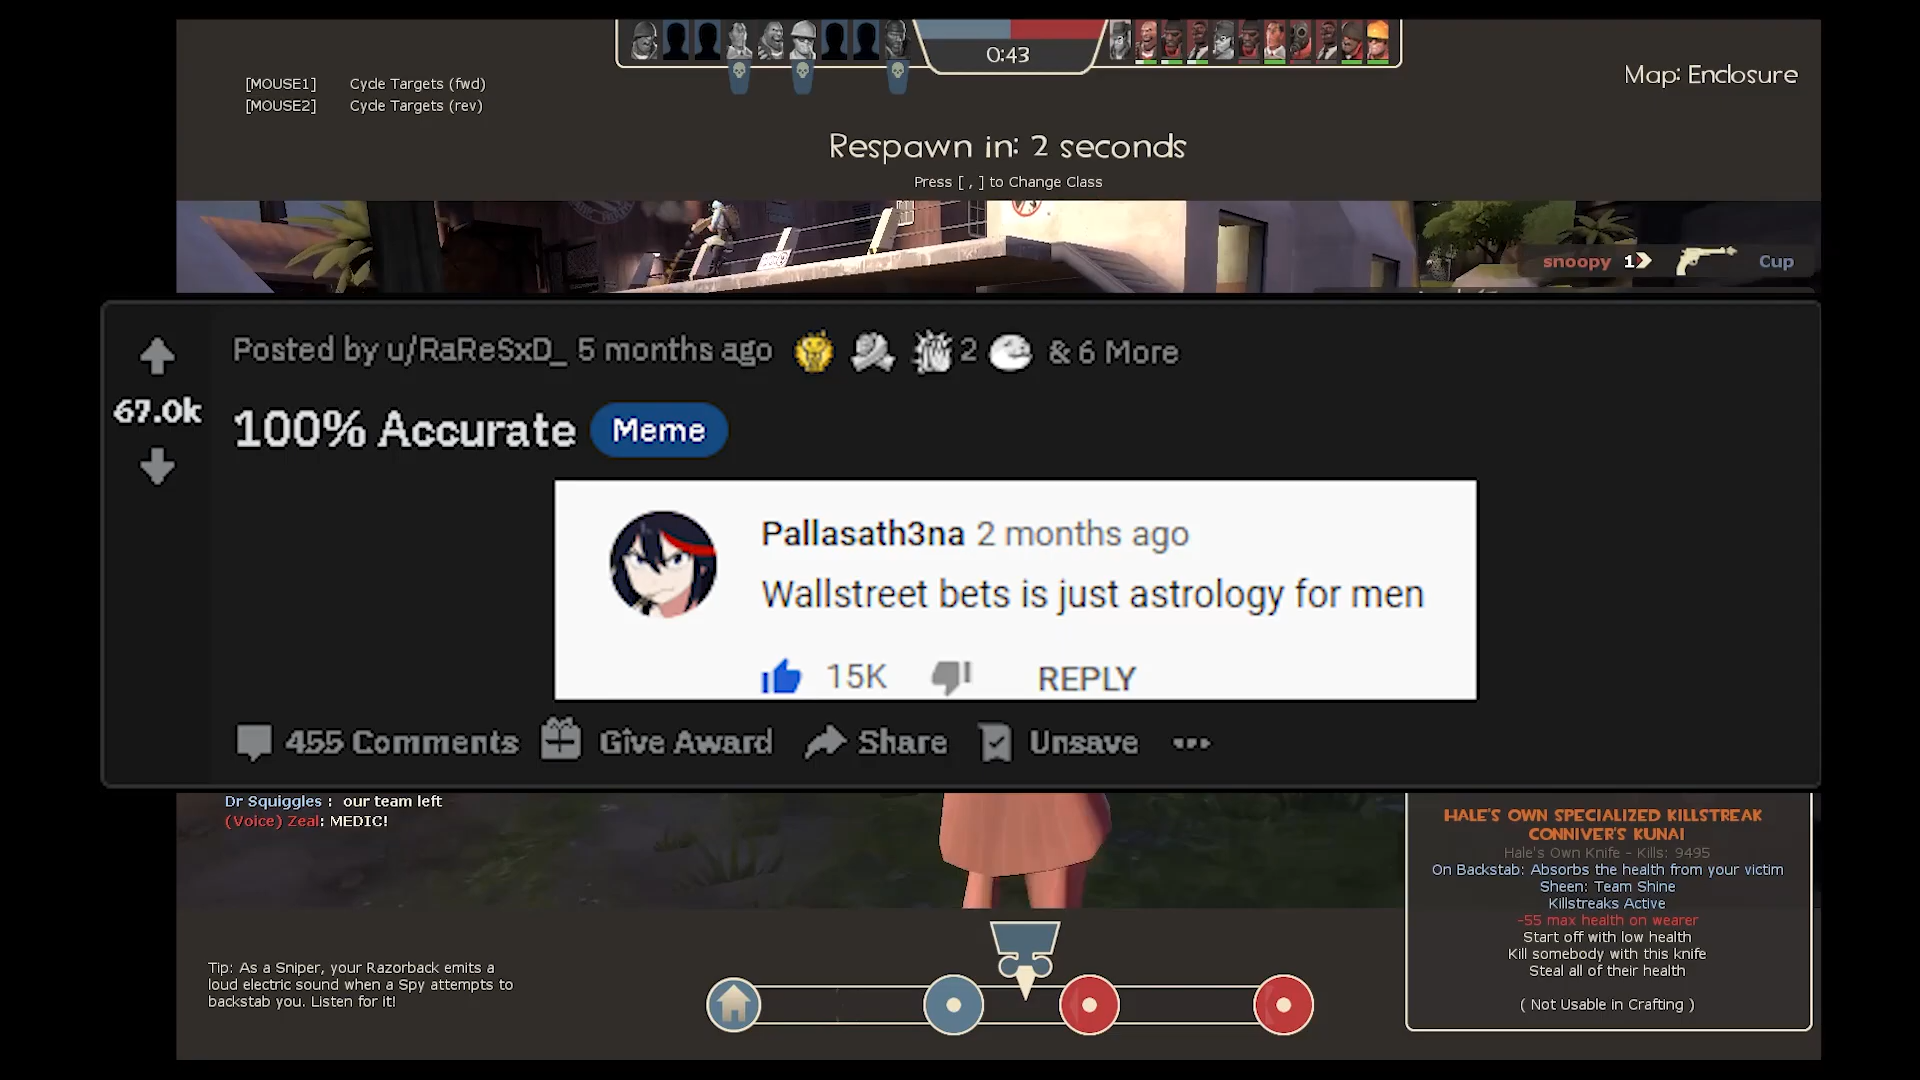 0:43
[MOUSE1] Cycle Targets (fwd)
[MOUSE2] Cycle Targets (rev)
Map: Enclosure
Respawn in: 2 seconds
Press [ , ] to Change Class
snoopy 1 Cup
Posted by u/RaReSxD_ 5 months ago 2 & 6 More
67.0k
100% Accurate Meme
Pallasath3na 2 months ago
Wallstreet bets is just astrology for men
15K REPLY
455 Comments Give Award Share Unsave ...
Dr Squiggles : our team left
(Voice) Zeal: MEDIC!
HALE'S OWN SPECIALIZED KILLSTREAK
CONNIVER'S KUNAI
Hale's Own Knife - Kills: 9495
On Backstab: Absorbs the health from your victim
Sheen: Team Shine
Killstreaks Active
-55 max health on wearer
Start off with low health
Kill somebody with this knife
Steal all of their health
( Not Usable in Crafting )
Tip: As a Sniper, your Razorback emits a
loud electric sound when a Spy attempts to
backstab you. Listen for it!